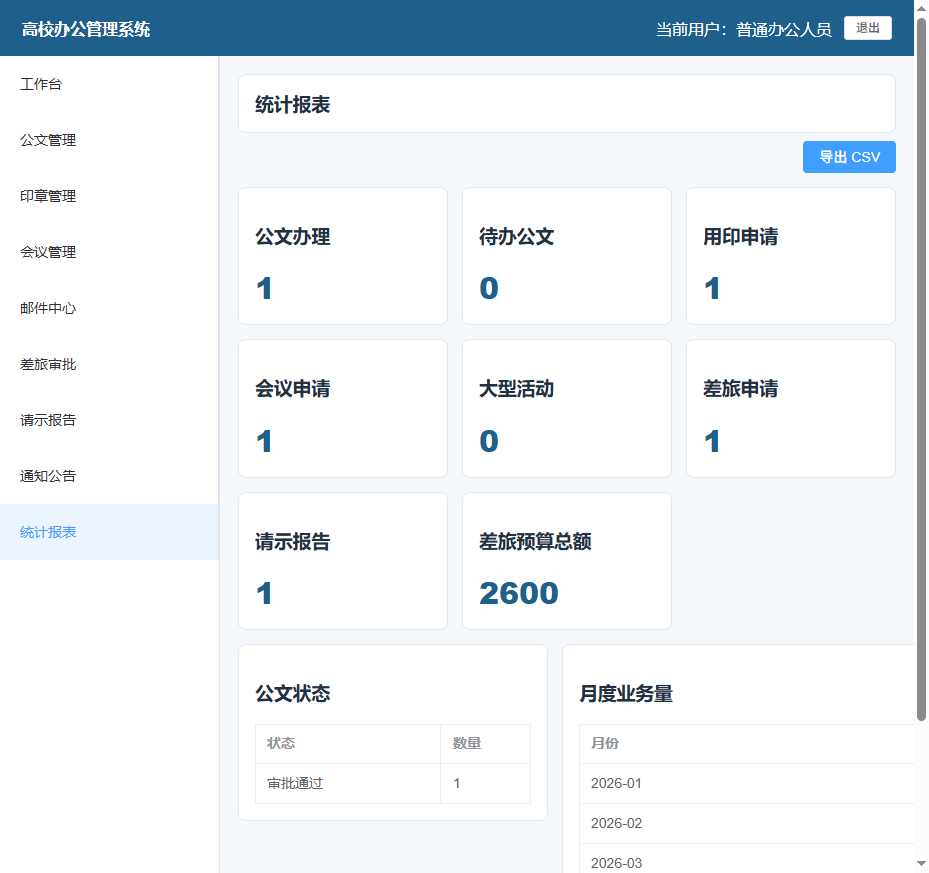 高校办公管理系统
当前用户：普通办公人员
退出
工作台
公文管理
印章管理
会议管理
邮件中心
差旅审批
请示报告
通知公告
统计报表
统计报表
导出 CSV
公文办理
1
待办公文
0
用印申请
1
会议申请
1
大型活动
0
差旅申请
1
请示报告
1
差旅预算总额
2600
公文状态
状态 数量
审批通过 1
月度业务量
月份
2026-01
2026-02
2026-03